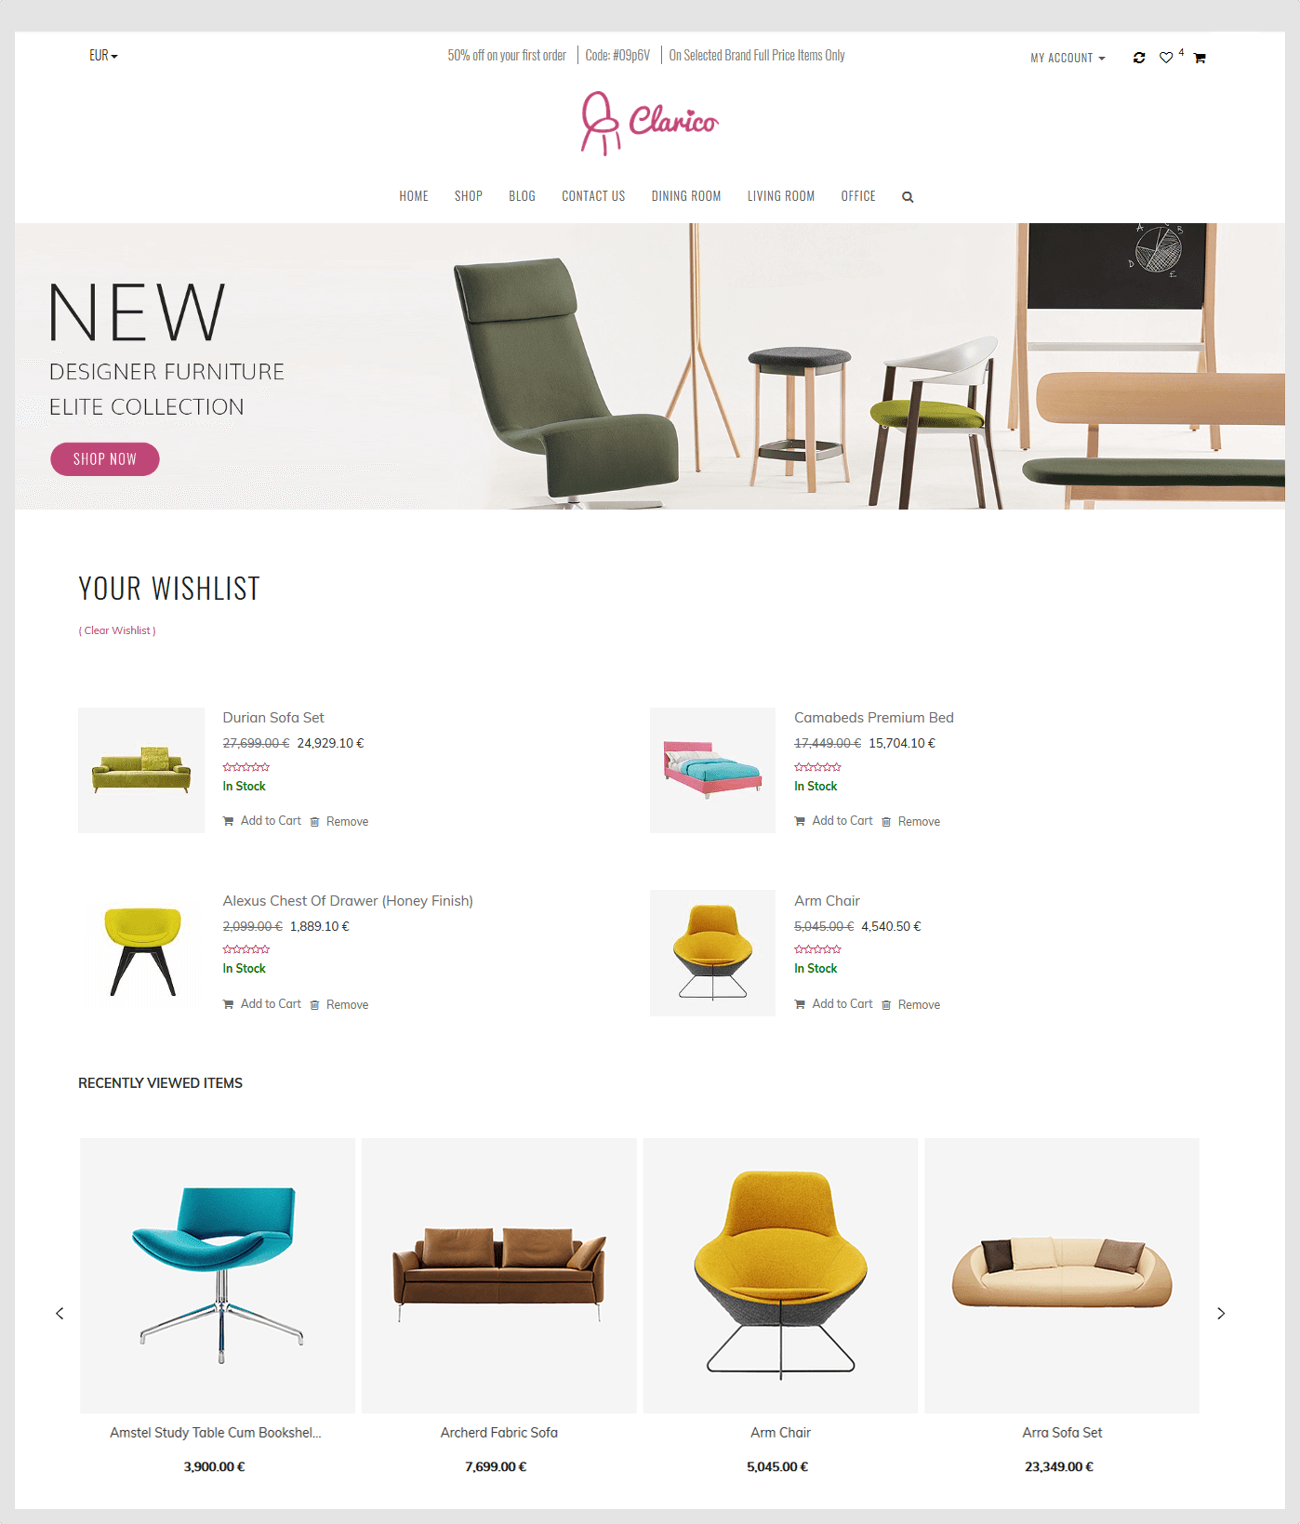 EUR
50% off on your first order | Code: #09p6V | On Selected Brand Full Price Items Only
MY ACCOUNT
4
Clarico
HOME SHOP BLOG CONTACT US DINING ROOM LIVING ROOM OFFICE
A B
D E
NEW
DESIGNER FURNITURE
ELITE COLLECTION
SHOP NOW
YOUR WISHLIST
( Clear Wishlist )
Durian Sofa Set
27,699.00 € 24,929.10 €
In Stock
Add to Cart Remove
Camabeds Premium Bed
17,449.00 € 15,704.10 €
In Stock
Add to Cart Remove
Alexus Chest Of Drawer (Honey Finish)
2,099.00 € 1,889.10 €
In Stock
Add to Cart Remove
Arm Chair
5,045.00 € 4,540.50 €
In Stock
Add to Cart Remove
RECENTLY VIEWED ITEMS
Amstel Study Table Cum Bookshel...
3,900.00 €
Archerd Fabric Sofa
7,699.00 €
Arm Chair
5,045.00 €
Arra Sofa Set
23,349.00 €